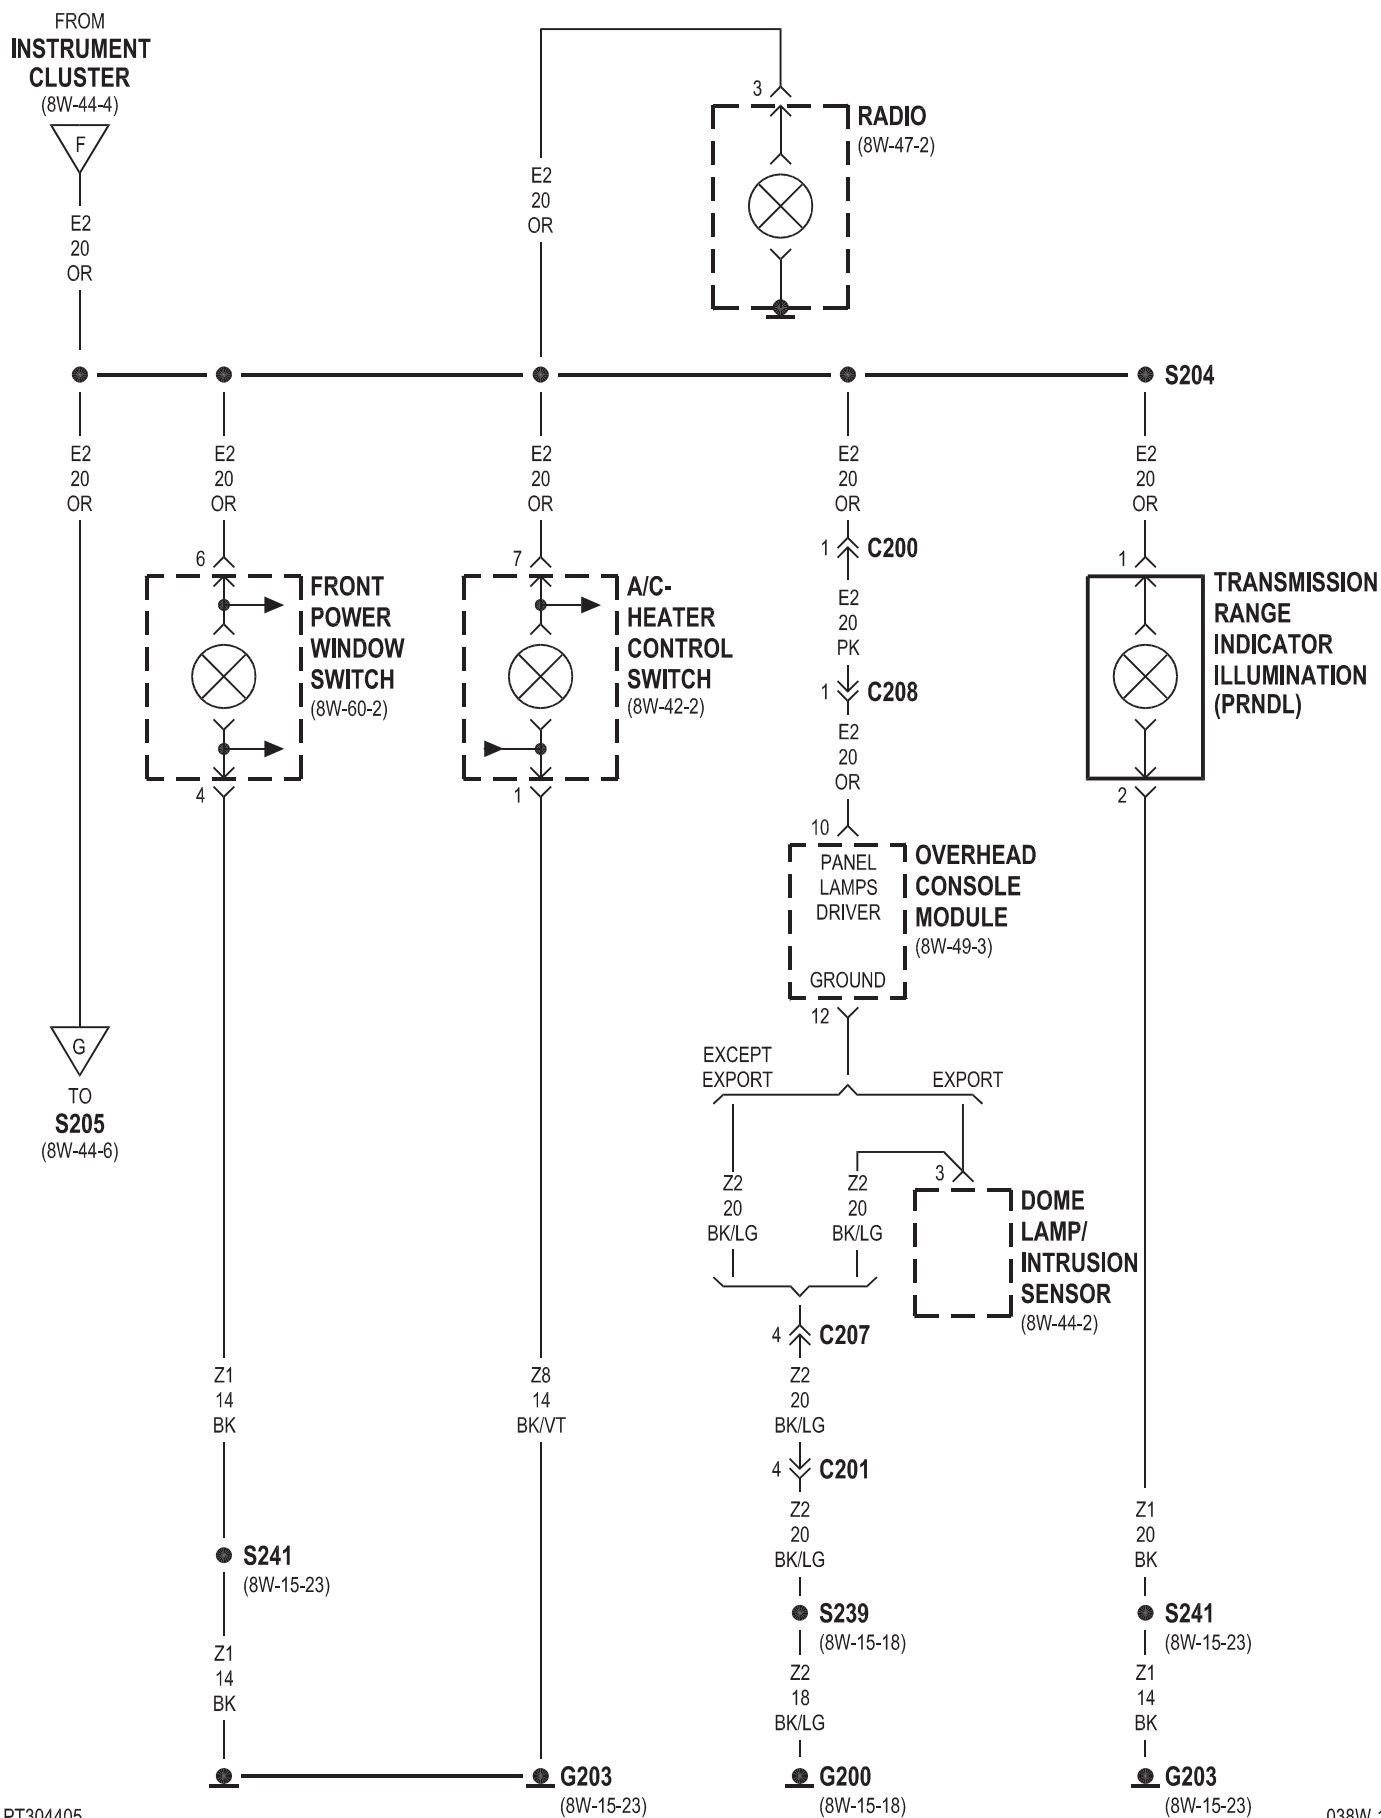 FROM
INSTRUMENT
CLUSTER
(8W-44-4)
F
E2
20
OR
E2
20
OR
3
RADIO
(8W-47-2)
S204
E2
20
OR
E2
20
OR
E2
20
OR
E2
20
OR
E2
20
OR
6
FRONT
POWER
WINDOW
SWITCH
(8W-60-2)
4
7
A/C-
HEATER
CONTROL
SWITCH
(8W-42-2)
1
1 C200
E2
20
PK
1 C208
E2
20
OR
10
PANEL
LAMPS
DRIVER
GROUND
OVERHEAD
CONSOLE
MODULE
(8W-49-3)
12
1
TRANSMISSION
RANGE
INDICATOR
ILLUMINATION
(PRNDL)
2
G
TO
S205
(8W-44-6)
EXCEPT
EXPORT
EXPORT
Z2
20
BK/LG
Z2
20
BK/LG
3
DOME
LAMP/
INTRUSION
SENSOR
(8W-44-2)
4 C207
Z1
14
BK
Z8
14
BK/VT
Z2
20
BK/LG
4 C201
Z2
20
BK/LG
Z1
20
BK
S241
(8W-15-23)
S239
(8W-15-18)
S241
(8W-15-23)
Z1
14
BK
Z2
18
BK/LG
Z1
14
BK
G203
(8W-15-23)
G200
(8W-15-18)
G203
(8W-15-23)
PT304405